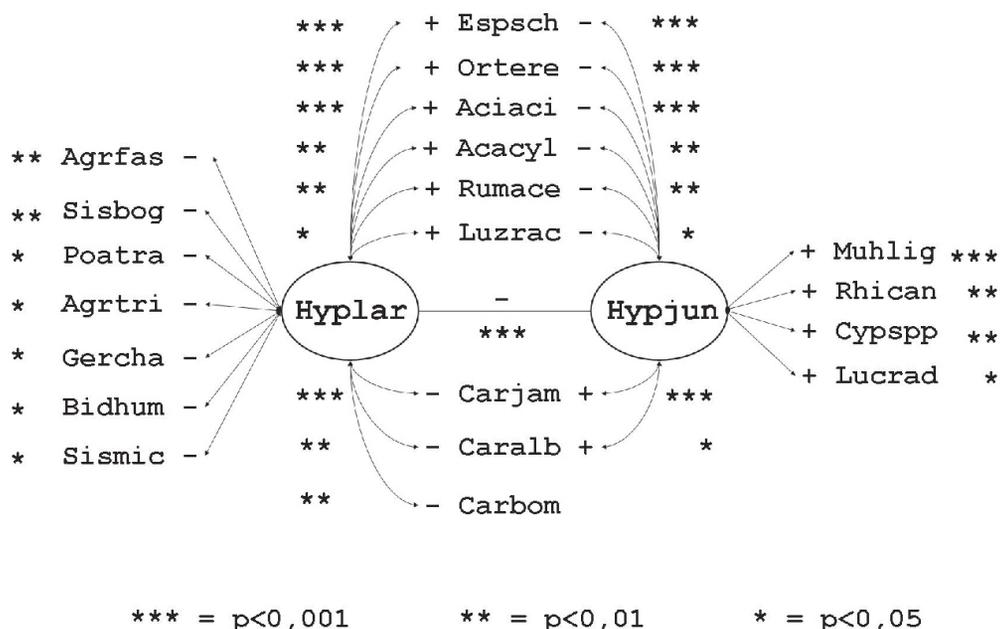 *** + Espsch - ***
*** + Ortere - ***
*** + Aciaci - ***
** + Acacyl - **
** Agrfas -
** + Rumace - **
** Sisbog -
* + Luzrac - *
* Poatra -
+ Muhlig ***
+ Rhican **
* Agrtri -
Hyplar - Hypjun
***
+ Cypspp **
* Gercha -
+ Lucrad *
*** - Carjam + ***
* Bidhum -
** - Caralb + *
* Sismic -
** - Carbom
*** = p<0,001 ** = p<0,01 * = p<0,05